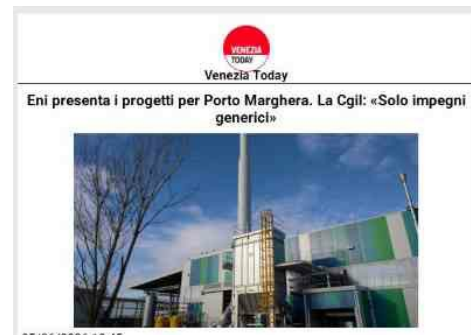 VENEZIA
TODAY
Venezia Today
Eni presenta i progetti per Porto Marghera. La Cgil: «Solo impegni
generici»